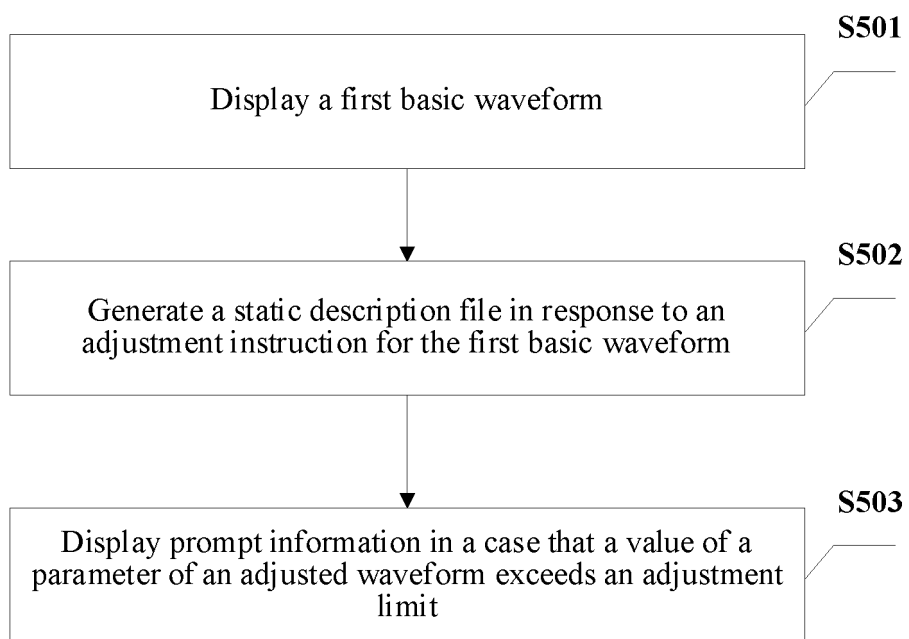 S501
Display a first basic waveform
S502
Generate a static description file in response to an
adjustment instruction for the first basic waveform
S503
Display prompt information in a case that a value of a
parameter of an adjusted waveform exceeds an adjustment
limit